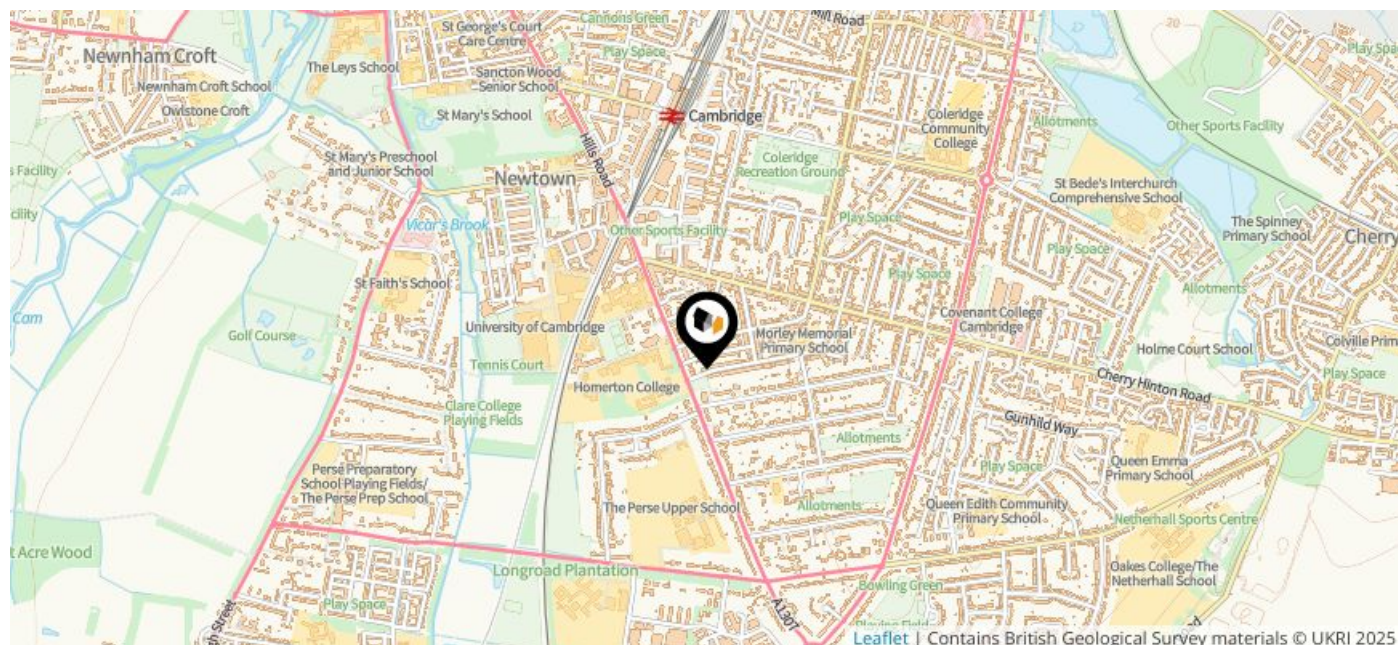 Cannons Green
Mill Road
St George's Court
Care Centre
Newnham Croft
The Leys School
Play Space
Play Spa
Newnham Croft School
Owlstone Croft
Sancton Wood
Senior School
St Mary's School
Cambridge
Coleridge
Community
College
Allotments
Other Sports Facility
Hills Road
St Mary's Preschool
and Junior School
s Facility
Newtown
Coleridge
Recreation Ground
St Bede's Interchurch
Comprehensive School
cility
Vicar's Brook
Other Sports Facility
Play Space
The Spinney
Primary School
Cherry
Play Space
St Faith's School
Play Space
Allotments
Cam
Golf Course
University of Cambridge
Morley Memorial
Primary School
Covenant College
Cambridge
Holme Court School
Colville Prim
Tennis Court
Homerton College
Cherry Hinton Road
Play Space
Clare College
Playing Fields
Gunhild Way
Allotments
Perse Preparatory
School Playing Fields/
The Perse Prep School
Play Space
Queen Emma
Primary School
The Perse Upper School
Allotments
Queen Edith Community
Primary School
Netherhall Sports Centre
t Acre Wood
Longroad Plantation
Bowling Green
Oakes College/The
Netherhall School
Play Space
A1307
Playing Field
Street
Leaflet | Contains British Geological Survey materials © UKRI 2025